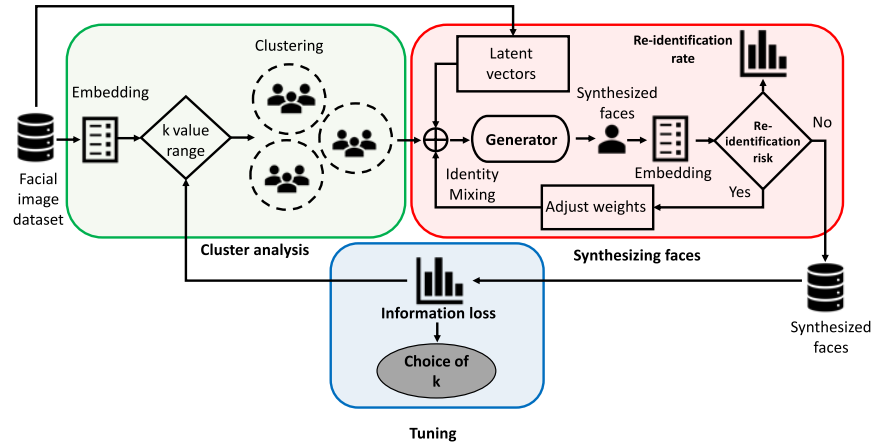 Clustering
Embedding
k value
range
Facial
image
dataset
Cluster analysis
Latent
vectors
Re-identification
rate
Synthesized
faces
Generator
Re-
identification
risk
No
Identity
Mixing
Embedding
Yes
Adjust weights
Synthesizing faces
Information loss
Choice of
k
Synthesized
faces
Tuning